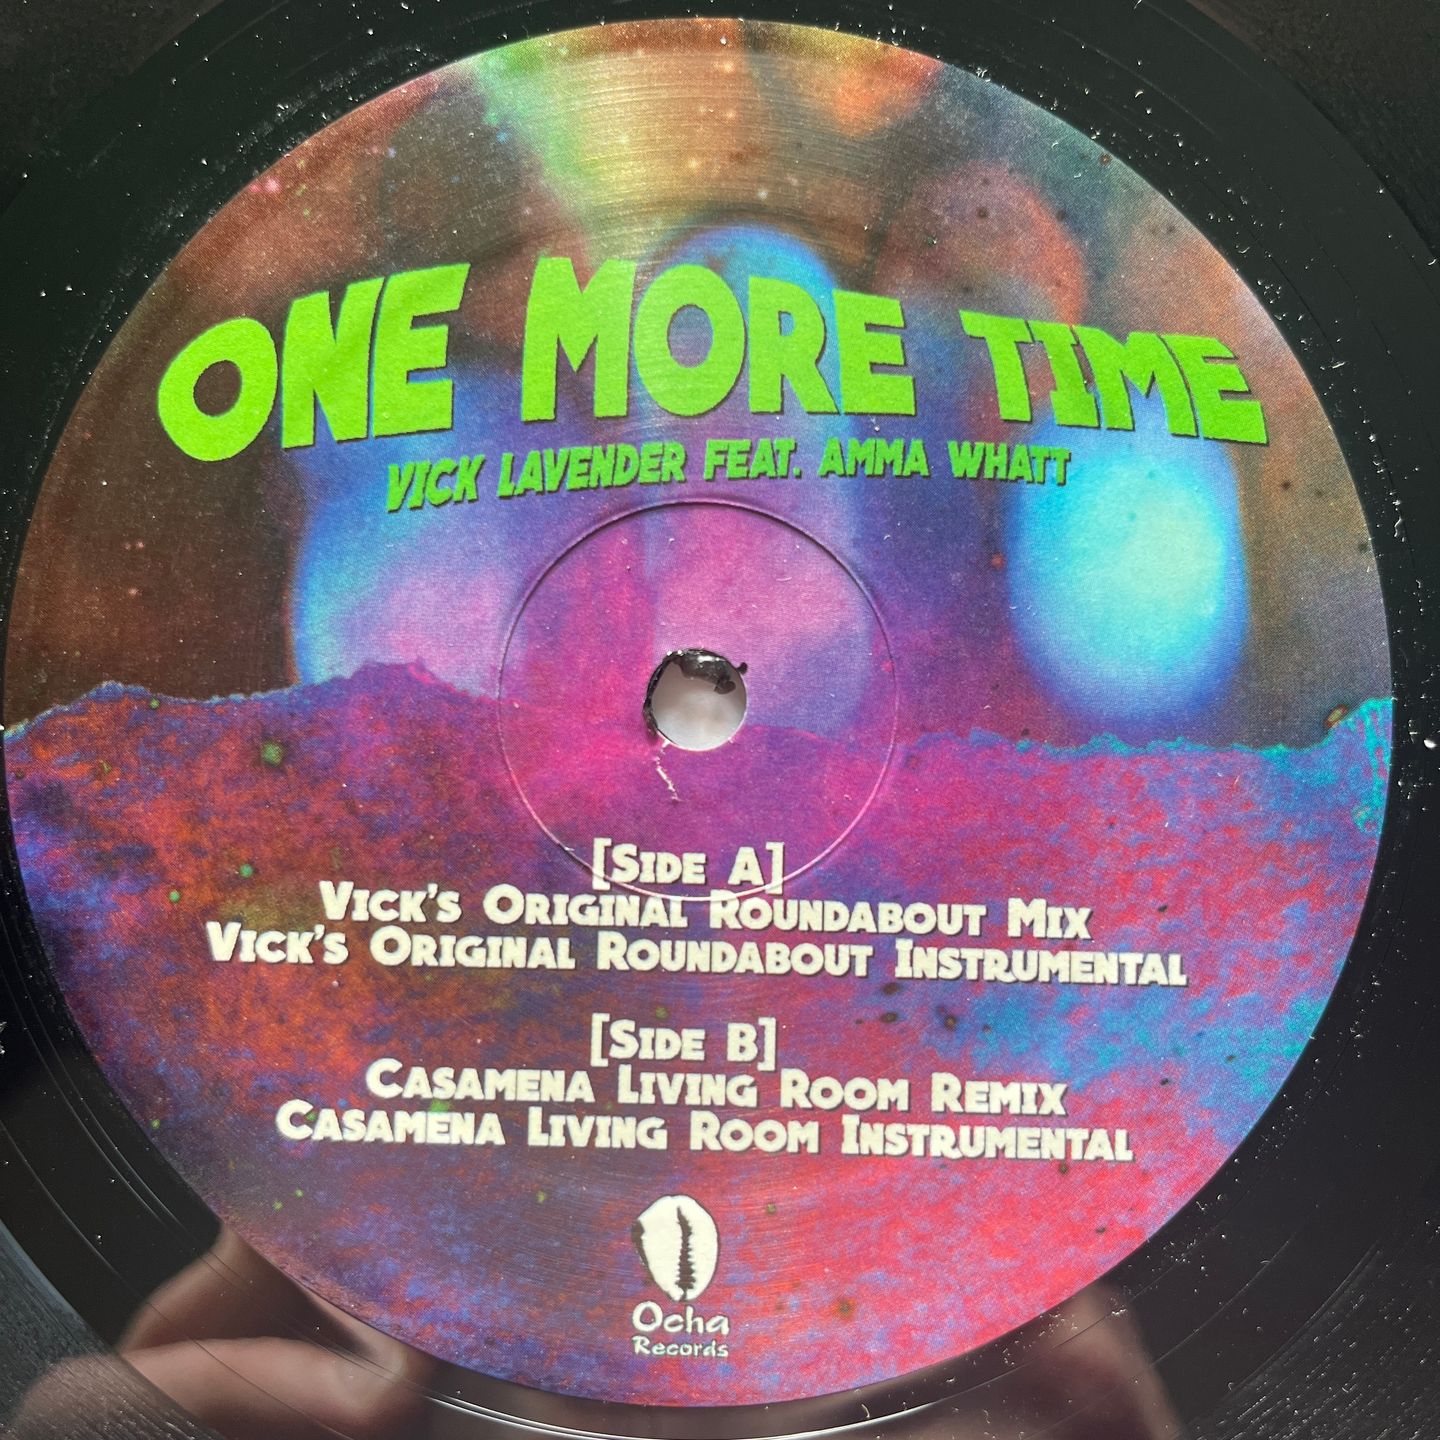 ONE MORE TIME
VICK LAVENDER FEAT. AMMA WHATT
[SIDE A]
VICK'S ORIGINAL ROUNDABOUT MIX
VICK'S ORIGINAL ROUNDABOUT INSTRUMENTAL
[SIDE B]
CASAMENA LIVING ROOM REMIX
CASAMENA LIVING ROOM INSTRUMENTAL
Ocha
Records